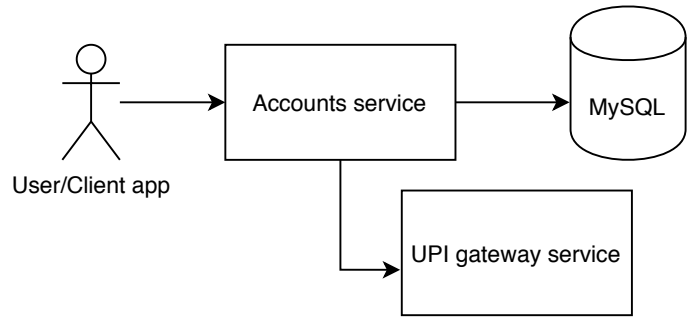 Accounts service
MySQL
User/Client app
UPI gateway service